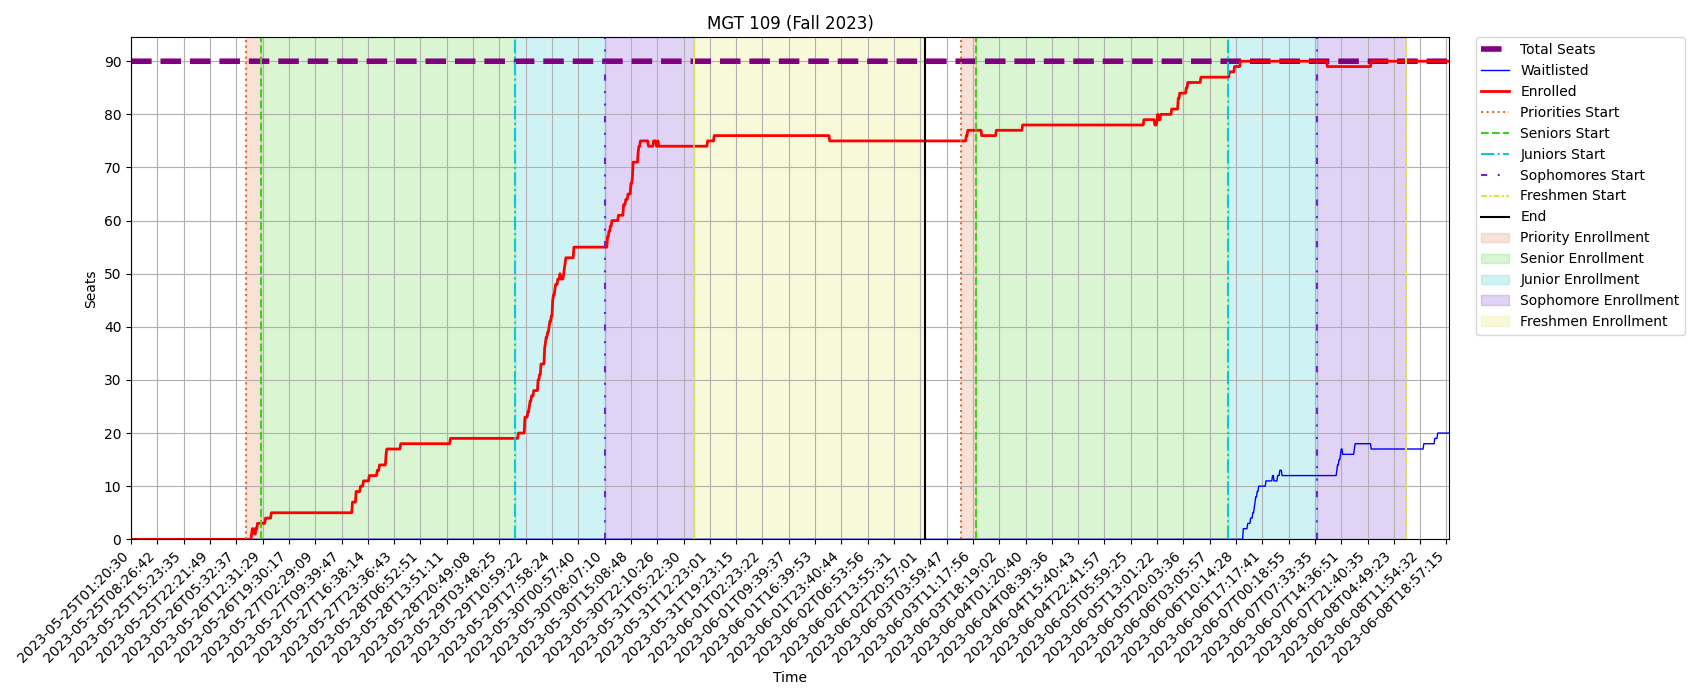 MGT 109 (Fall 2023)
Seats
90
80
70
60
50
40
30
20
10
0
2023-05-25T01:20:30
2023-05-25T08:26:42
2023-05-25T15:23:35
2023-05-25T22:21:49
2023-05-26T05:32:37
2023-05-26T12:31:29
2023-05-26T19:30:17
2023-05-27T02:29:09
2023-05-27T09:39:47
2023-05-27T16:38:14
2023-05-27T23:36:43
2023-05-28T06:52:51
2023-05-28T13:51:11
2023-05-28T20:49:08
2023-05-29T03:48:25
2023-05-29T10:59:22
2023-05-29T17:58:24
2023-05-30T00:57:40
2023-05-30T08:07:10
2023-05-30T15:08:48
2023-05-30T22:10:26
2023-05-31T05:22:30
2023-05-31T12:23:01
2023-05-31T19:23:15
2023-06-01T02:23:22
2023-06-01T09:39:37
2023-06-01T16:39:53
2023-06-01T23:40:44
2023-06-02T06:53:56
2023-06-02T13:55:31
2023-06-02T20:57:01
2023-06-03T03:59:47
2023-06-03T11:17:56
2023-06-03T18:19:02
2023-06-04T01:20:40
2023-06-04T08:39:36
2023-06-04T15:40:43
2023-06-04T22:41:57
2023-06-05T05:59:25
2023-06-05T13:01:22
2023-06-05T20:03:36
2023-06-06T03:05:57
2023-06-06T10:14:28
2023-06-06T17:17:41
2023-06-07T00:18:55
2023-06-07T07:33:35
2023-06-07T14:36:51
2023-06-07T21:40:35
2023-06-08T04:49:23
2023-06-08T11:54:32
2023-06-08T18:57:15
Time
Total Seats
Waitlisted
Enrolled
Priorities Start
Seniors Start
Juniors Start
Sophomores Start
Freshmen Start
End
Priority Enrollment
Senior Enrollment
Junior Enrollment
Sophomore Enrollment
Freshmen Enrollment